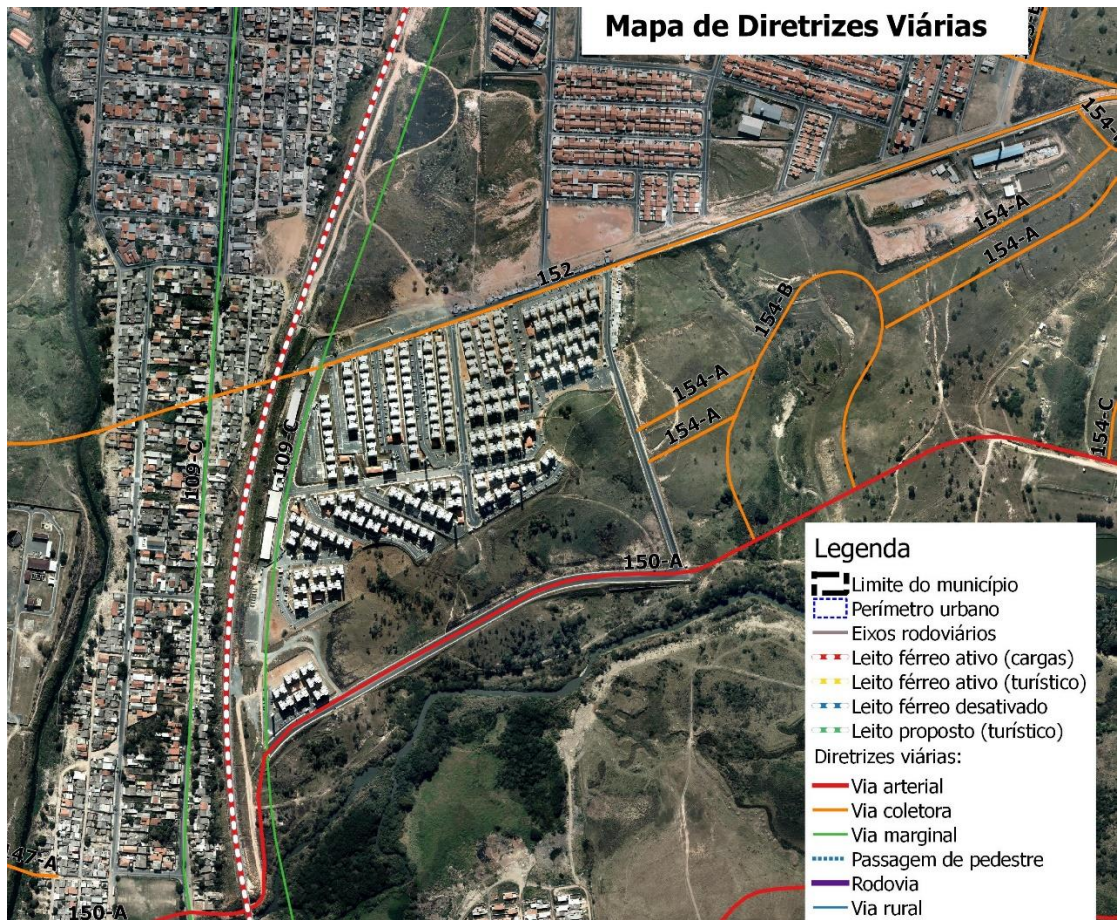 Mapa de Diretrizes Viárias
154
154-A
154-A
152
154-B
154-A
154-A
154-C
109-C
109-C
150-A
147-A
150-A
Legenda
Limite do município
Perímetro urbano
Eixos rodoviários
Leito férreo ativo (cargas)
Leito férreo ativo (turístico)
Leito férreo desativado
Leito proposto (turístico)
Diretrizes viárias:
Via arterial
Via coletora
Via marginal
Passagem de pedestre
Rodovia
Via rural